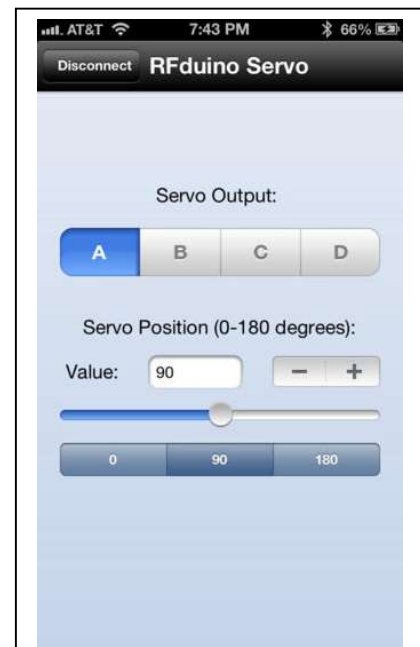 AT&T 7:43 PM 66%
Disconnect RFduino Servo
Servo Output:
A B C D
Servo Position (0-180 degrees):
Value: 90 − +
0 90 180